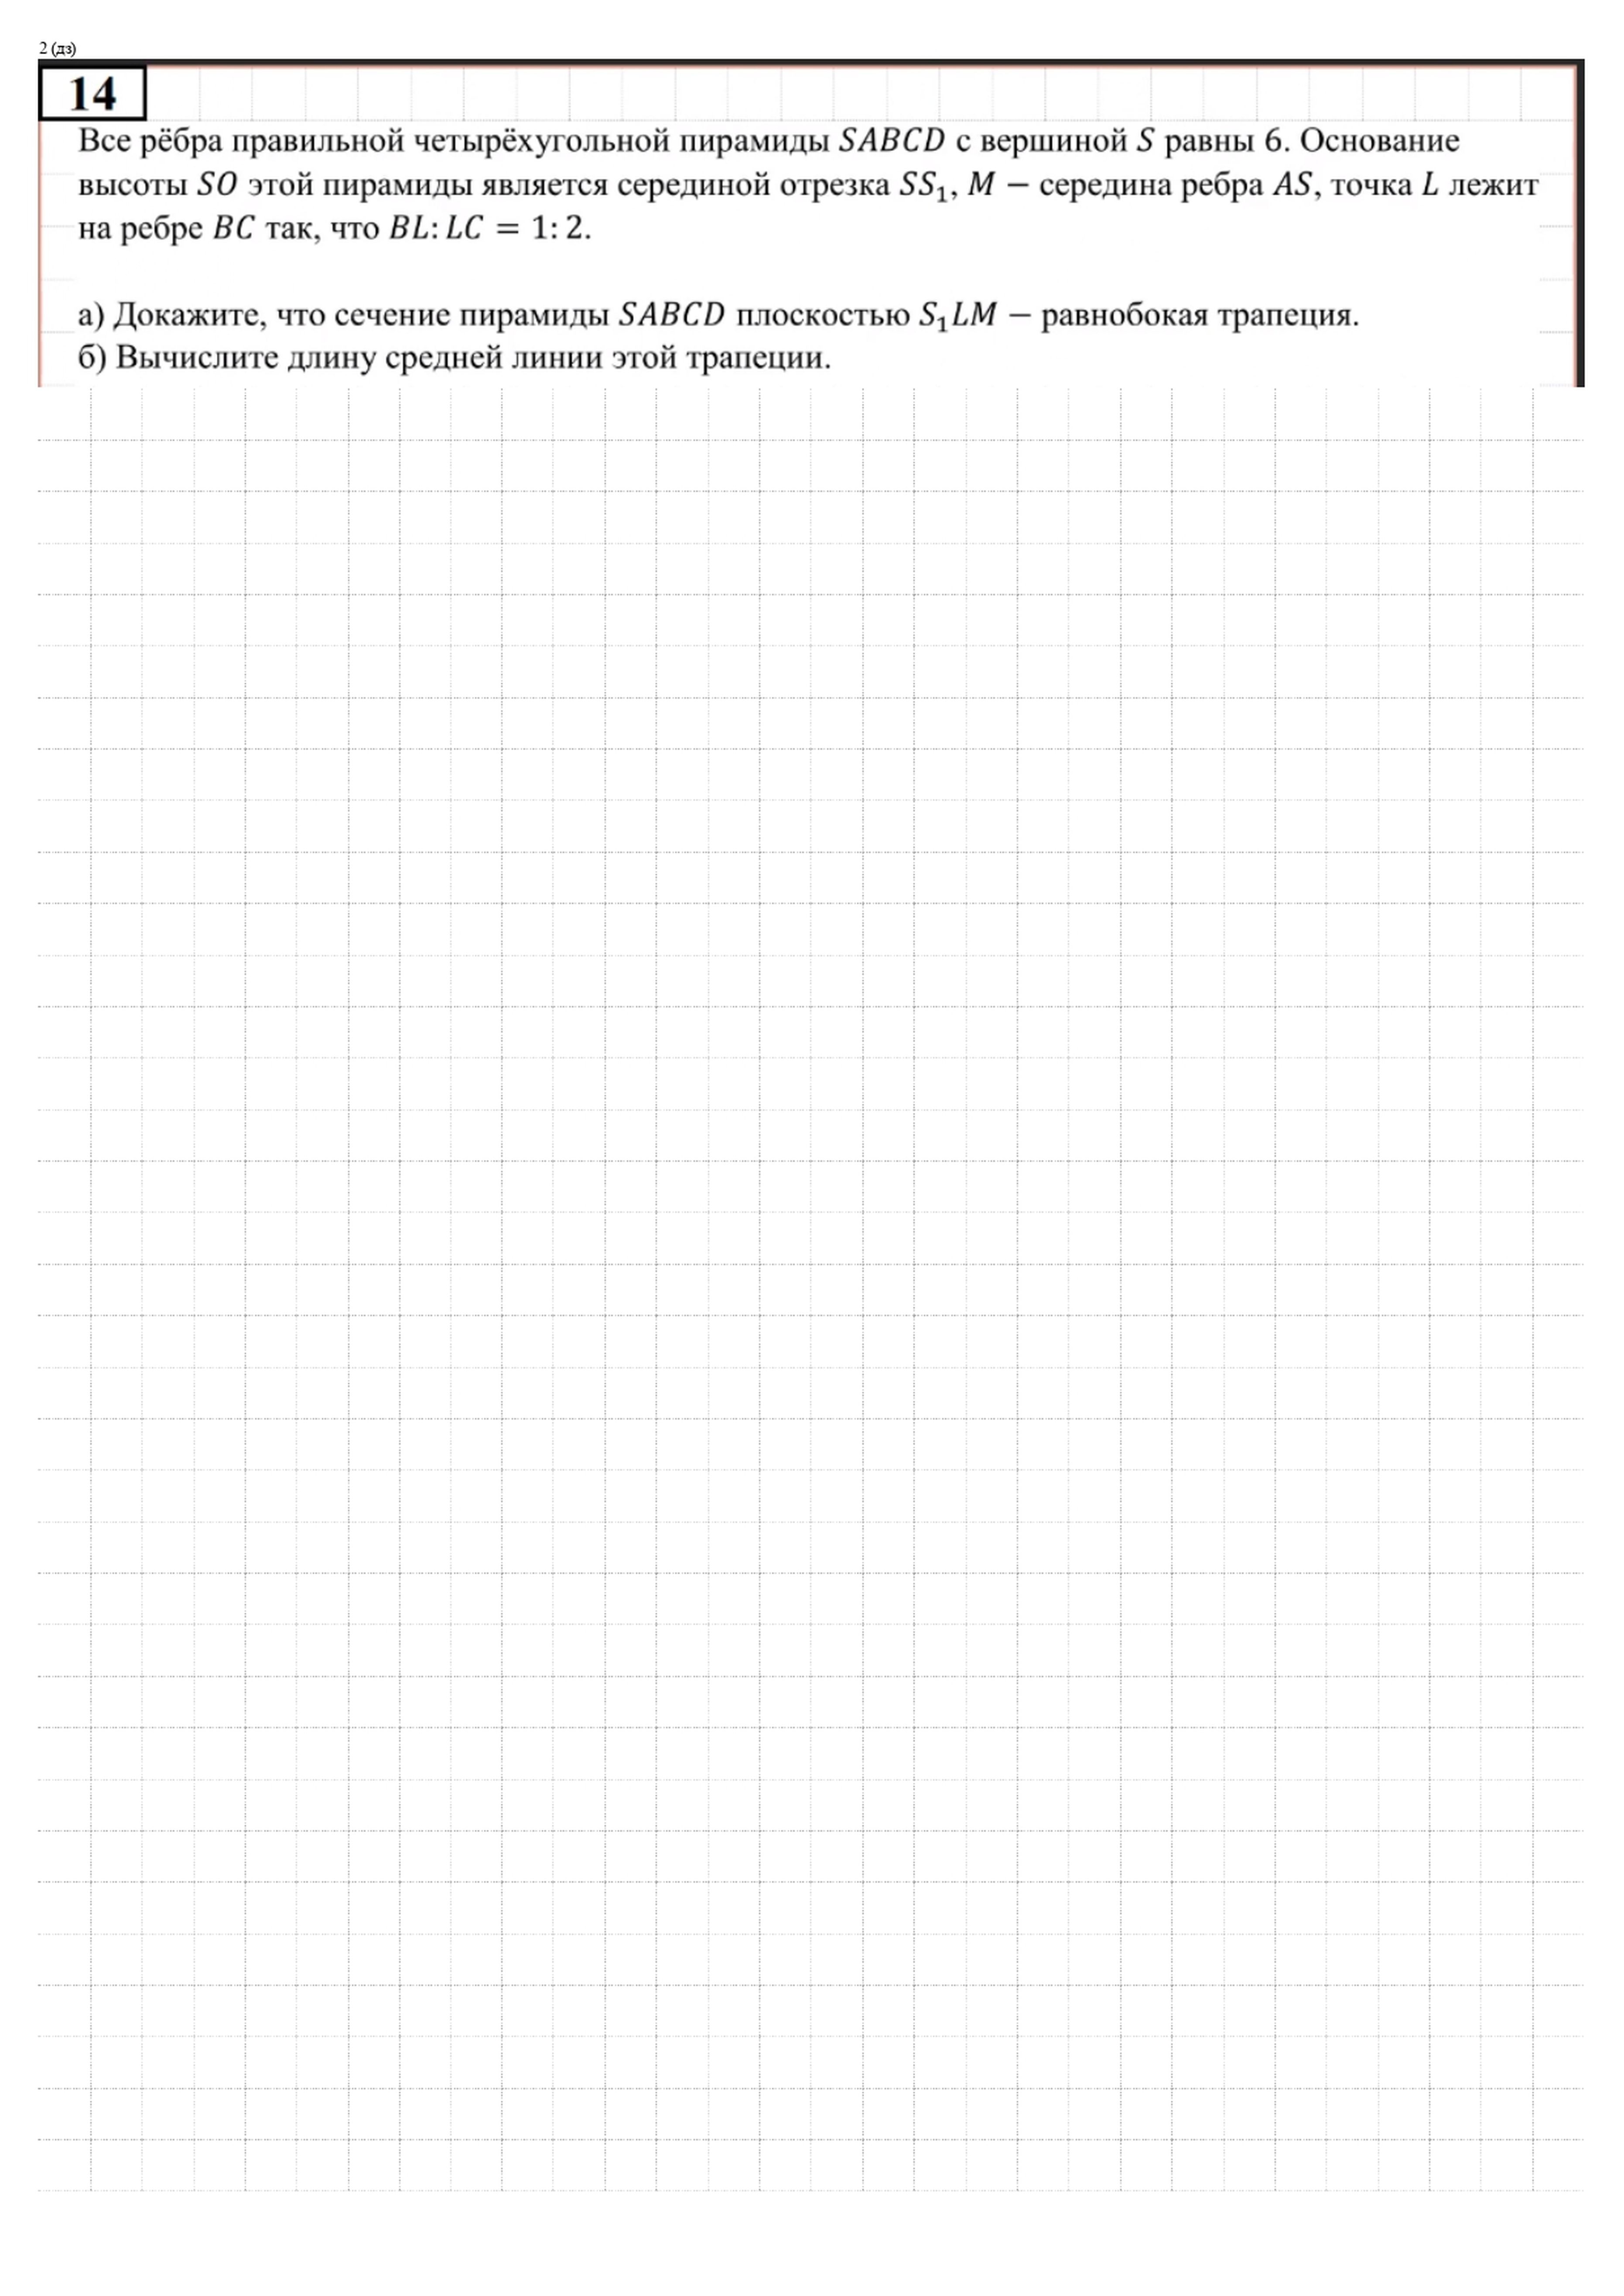 2 (дз)
14
Все рёбра правильной четырёхугольной пирамиды SABCD с вершиной S равны 6. Основание
высоты SO этой пирамиды является серединой отрезка SS₁, M – середина ребра AS, точка L лежит
на ребре BC так, что BL: LC = 1: 2.
а) Докажите, что сечение пирамиды SABCD плоскостью S₁LM – равнобокая трапеция.
б) Вычислите длину средней линии этой трапеции.